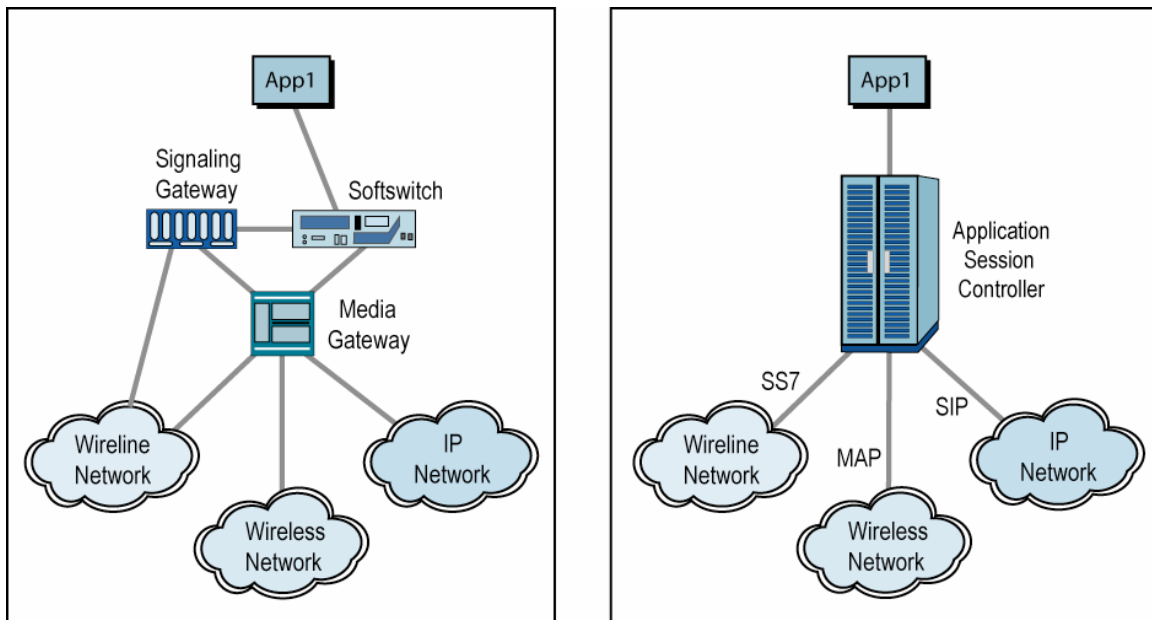 App1
Signaling
Gateway
Softswitch
Media
Gateway
Wireline
Network
IP
Network
Wireless
Network
App1
Application
Session
Controller
SS7
SIP
MAP
Wireline
Network
IP
Network
Wireless
Network